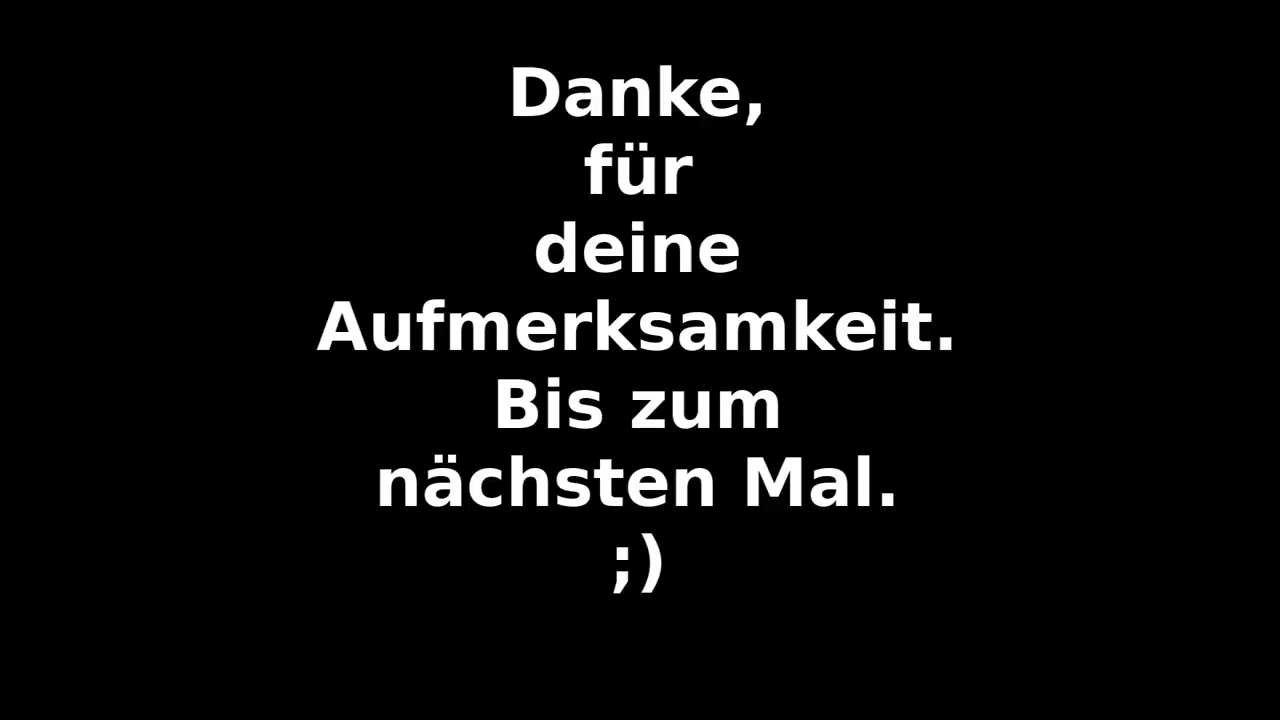 Danke,
für
deine
Aufmerksamkeit.
Bis zum
nächsten Mal.
;)